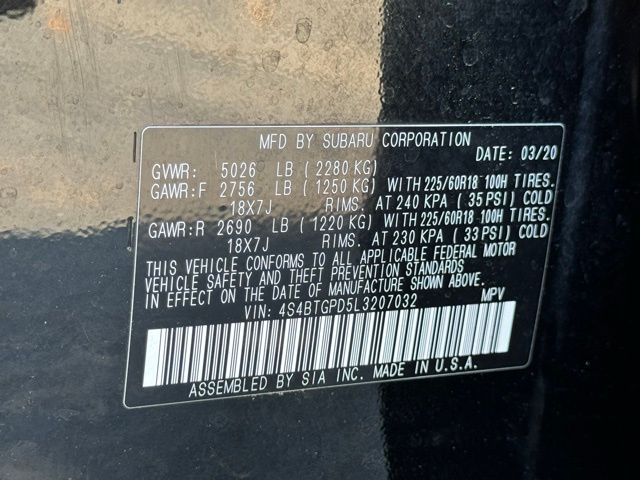 MFD BY SUBARU CORPORATION
DATE: 03/20
GVWR: 5026 LB (2280 KG)
GAWR:F 2756 LB (1250 KG) WITH 225/60R18 100H TIRES.
18X7J RIMS. AT 240 KPA (35 PSI) COLD
GAWR:R 2690 LB (1220 KG) WITH 225/60R18 100H TIRES.
18X7J RIMS. AT 230 KPA (33 PSI) COLD
THIS VEHICLE CONFORMS TO ALL APPLICABLE FEDERAL MOTOR
VEHICLE SAFETY AND THEFT PREVENTION STANDARDS
IN EFFECT ON THE DATE OF MANUFACTURE SHOWN ABOVE.
VIN: 4S4BTGPD5L3207032 MPV
ASSEMBLED BY SIA INC. MADE IN U.S.A.